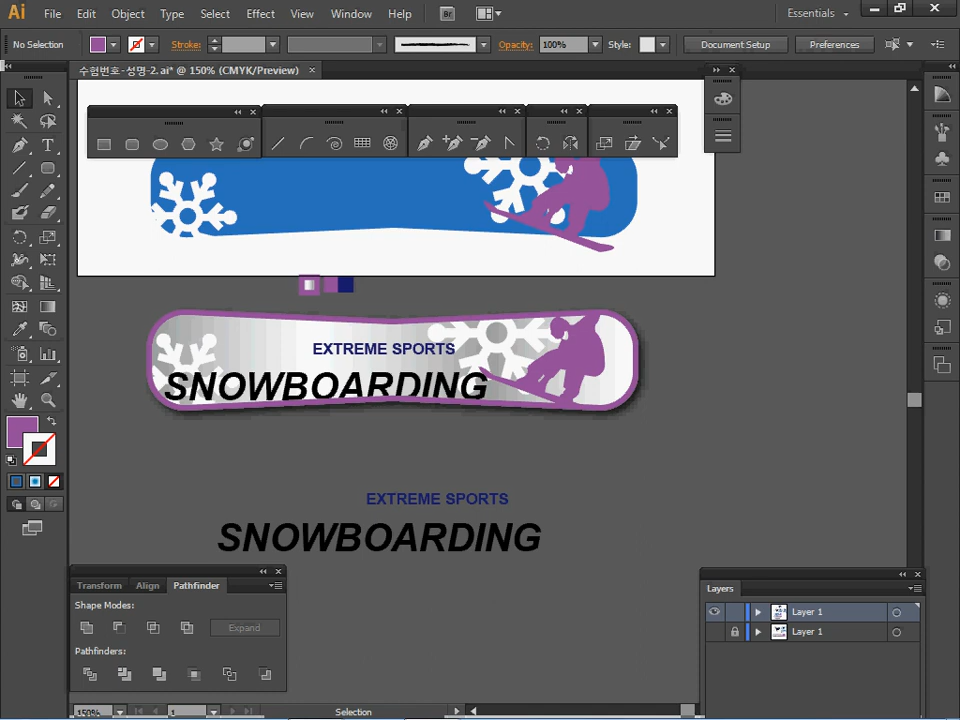 Ai File Edit Object Type Select Effect View Window Help Br Essentials
No Selection Stroke: Opacity: 100% Style: Document Setup Preferences
수험번호-성명-2.ai* @ 150% (CMYK/Preview)
EXTREME SPORTS
SNOWBOARDING
EXTREME SPORTS
SNOWBOARDING
Transform Align Pathfinder
Shape Modes:
Expand
Pathfinders:
Layers
Layer 1
Layer 1
150% 1 Selection